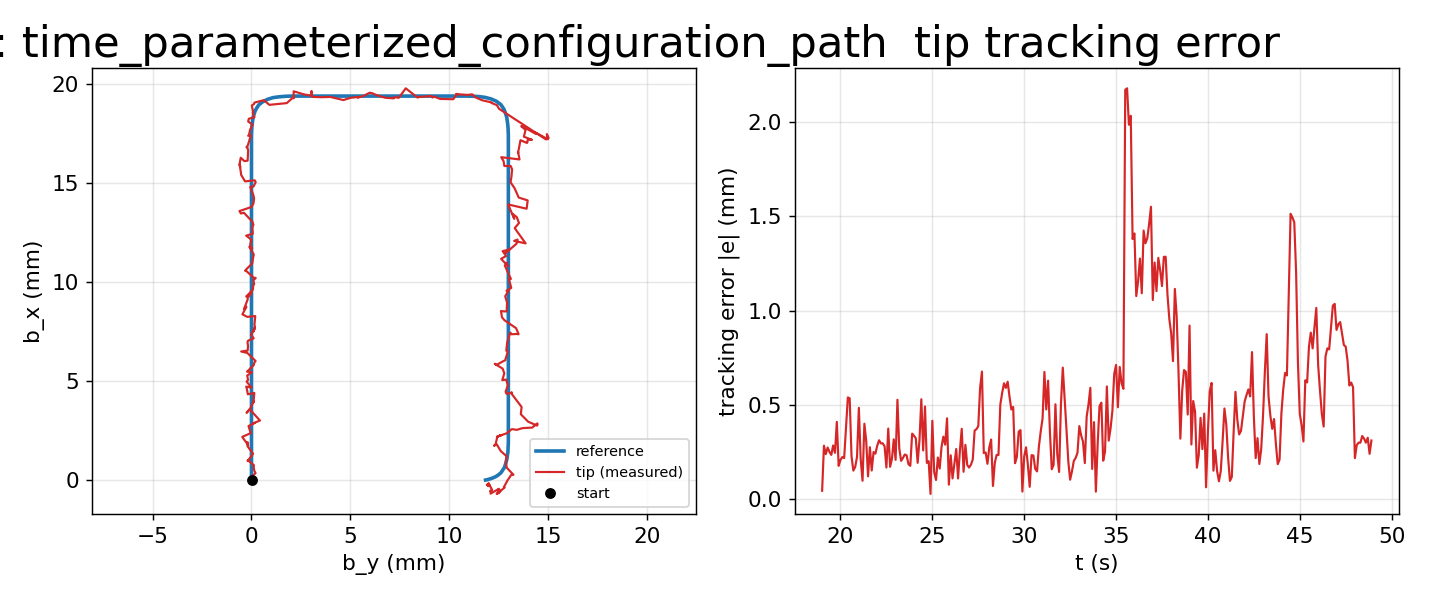 : time_parameterized_configuration_path tip tracking error
20
15
10
5
0
b_x (mm)
−5
0
5
10
15
20
b_y (mm)
reference
tip (measured)
start
2.0
1.5
1.0
0.5
0.0
tracking error |e| (mm)
20
25
30
35
40
45
50
t (s)